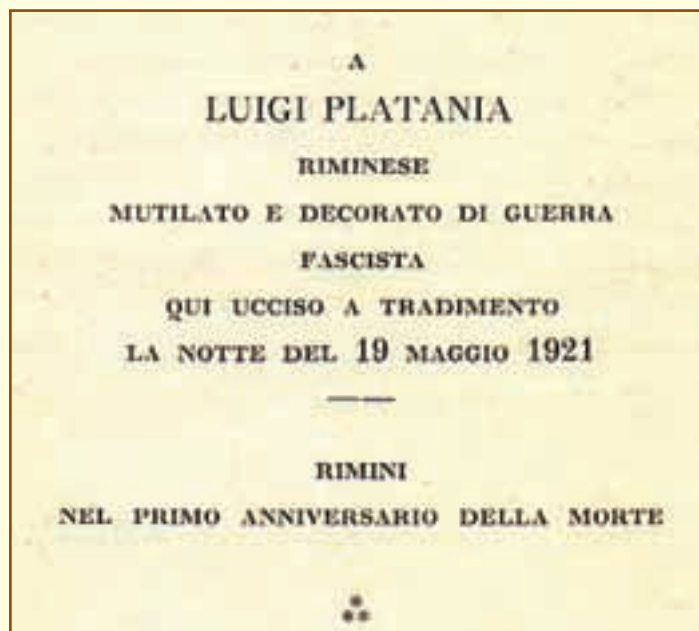 A
LUIGI PLATANIA
RIMINESE
MUTILATO E DECORATO DI GUERRA
FASCISTA
QUI UCCISO A TRADIMENTO
LA NOTTE DEL 19 MAGGIO 1921
RIMINI
NEL PRIMO ANNIVERSARIO DELLA MORTE